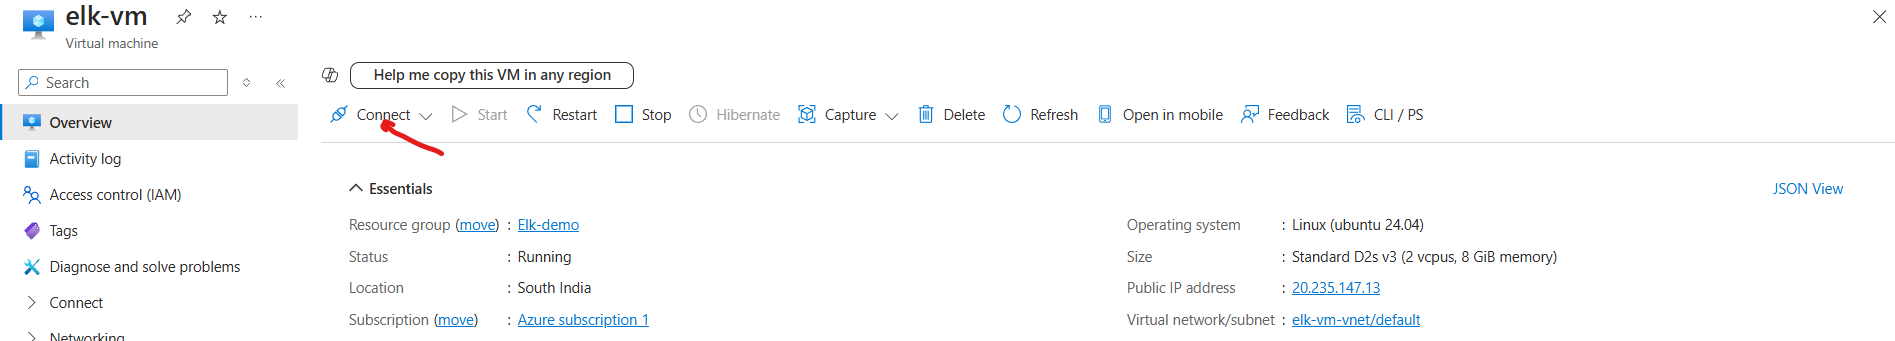 elk-vm
Virtual machine
Search
Help me copy this VM in any region
Connect Start Restart Stop Hibernate Capture Delete Refresh Open in mobile Feedback CLI / PS
Overview
Activity log
Access control (IAM)
Tags
Diagnose and solve problems
Connect
Networking
Essentials
JSON View
Resource group (move) : Elk-demo
Status : Running
Location : South India
Subscription (move) : Azure subscription 1
Operating system : Linux (ubuntu 24.04)
Size : Standard D2s v3 (2 vcpus, 8 GiB memory)
Public IP address : 20.235.147.13
Virtual network/subnet : elk-vm-vnet/default